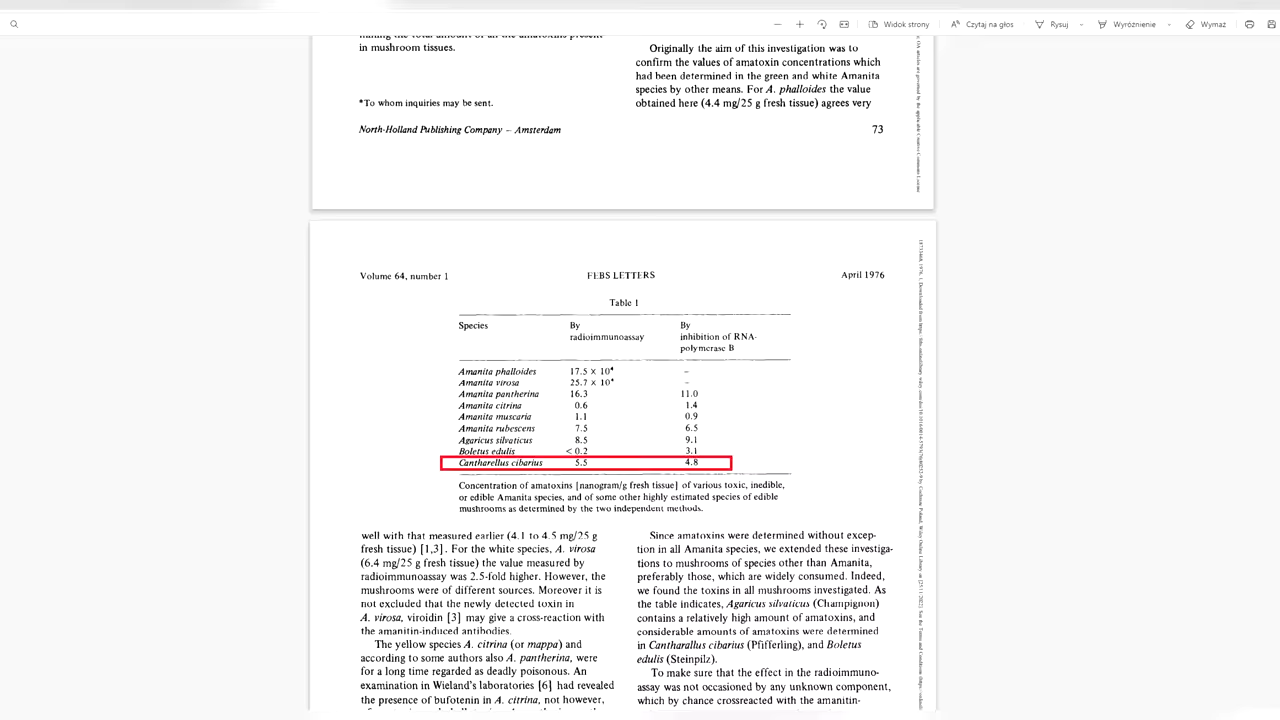 Widok strony
Czytaj na głos
Rysuj
Wyróżnienie
Wymaż
in mushroom tissues.
*To whom inquiries may be sent.
North-Holland Publishing Company – Amsterdam
Originally the aim of this investigation was to
confirm the values of amatoxin concentrations which
had been determined in the green and white Amanita
species by other means. For A. phalloides the value
obtained here (4.4 mg/25 g fresh tissue) agrees very
73
Volume 64, number 1
FEBS LETTERS
April 1976
Table 1
Species By By
radioimmunoassay inhibition of RNA-
polymerase B
Amanita phalloides 17.5 × 10⁴ –
Amanita virosa 25.7 × 10⁴ –
Amanita pantherina 16.3 11.0
Amanita citrina 0.6 1.4
Amanita muscaria 1.1 0.9
Amanita rubescens 7.5 6.5
Agaricus silvaticus 8.5 9.1
Boletus edulis < 0.2 3.1
Cantharellus cibarius 5.5 4.8
Concentration of amatoxins [nanogram/g fresh tissue] of various toxic, inedible,
or edible Amanita species, and of some other highly estimated species of edible
mushrooms as determined by the two independent methods.
well with that measured earlier (4.1 to 4.5 mg/25 g
fresh tissue) [1,3]. For the white species, A. virosa
(6.4 mg/25 g fresh tissue) the value measured by
radioimmunoassay was 2.5-fold higher. However, the
mushrooms were of different sources. Moreover it is
not excluded that the newly detected toxin in
A. virosa, viroidin [3] may give a cross-reaction with
the amanitin-induced antibodies.
The yellow species A. citrina (or mappa) and
according to some authors also A. pantherina, were
for a long time regarded as deadly poisonous. An
examination in Wieland's laboratories [6] had revealed
the presence of bufotenin in A. citrina, not however,
Since amatoxins were determined without excep-
tion in all Amanita species, we extended these investiga-
tions to mushrooms of species other than Amanita,
preferably those, which are widely consumed. Indeed,
we found the toxins in all mushrooms investigated. As
the table indicates, Agaricus silvaticus (Champignon)
contains a relatively high amount of amatoxins, and
considerable amounts of amatoxins were determined
in Cantharellus cibarius (Pfifferling), and Boletus
edulis (Steinpilz).
To make sure that the effect in the radioimmuno-
assay was not occasioned by any unknown component,
which by chance crossreacted with the amanitin-